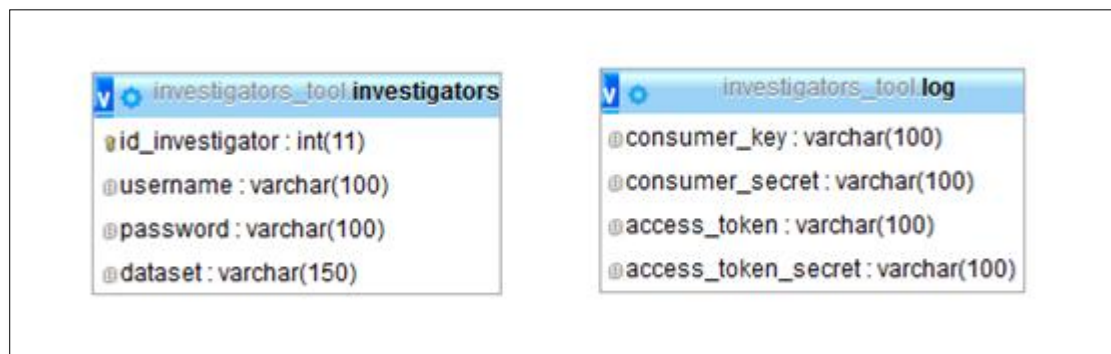 investigators_tool.investigators
id_investigator : int(11)
username : varchar(100)
password : varchar(100)
dataset : varchar(150)
investigators_tool.log
consumer_key : varchar(100)
consumer_secret : varchar(100)
access_token : varchar(100)
access_token_secret : varchar(100)